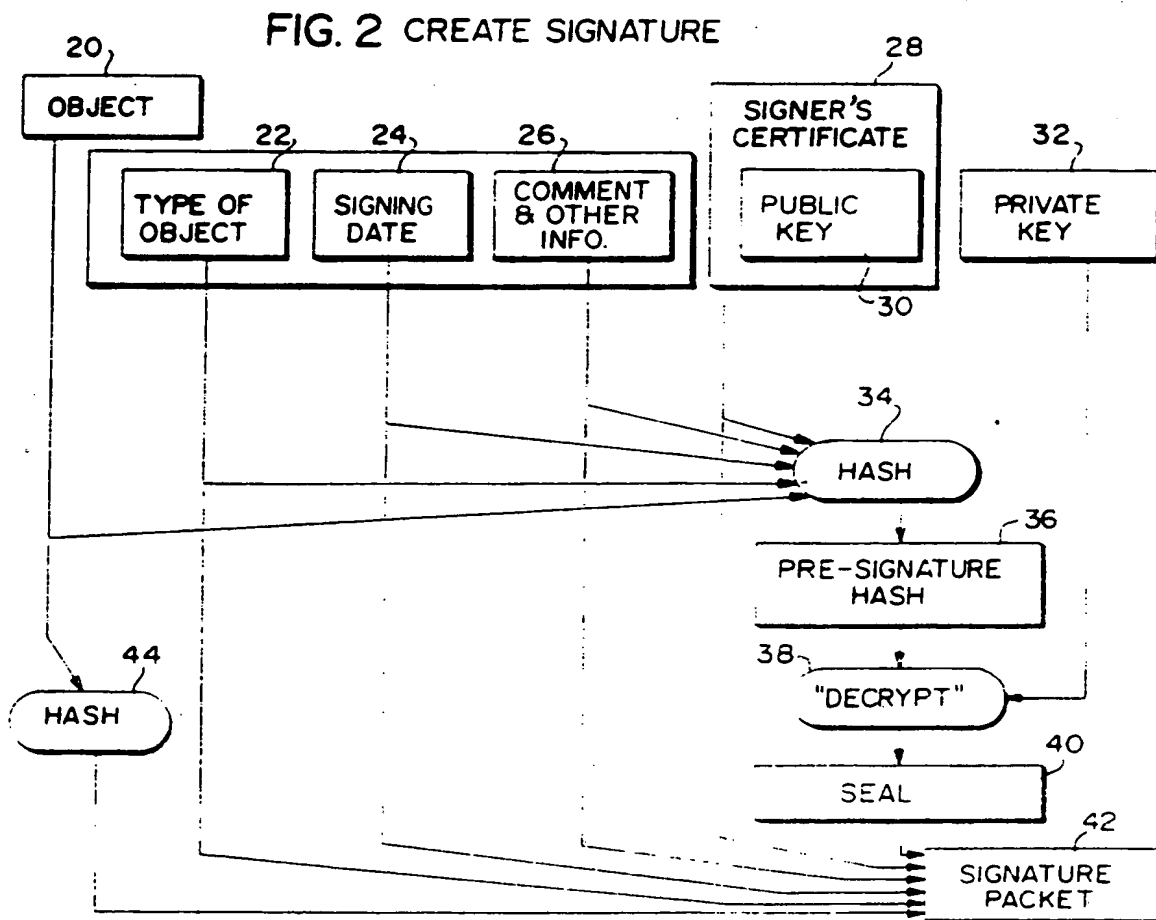 FIG. 2 CREATE SIGNATURE
20
OBJECT
28
SIGNER'S
CERTIFICATE
22
24
26
32
TYPE OF
OBJECT
SIGNING
DATE
COMMENT
& OTHER
INFO.
PUBLIC
KEY
PRIVATE
KEY
30
34
HASH
36
PRE-SIGNATURE
HASH
44
HASH
38
"DECRYPT"
40
SEAL
42
SIGNATURE
PACKET